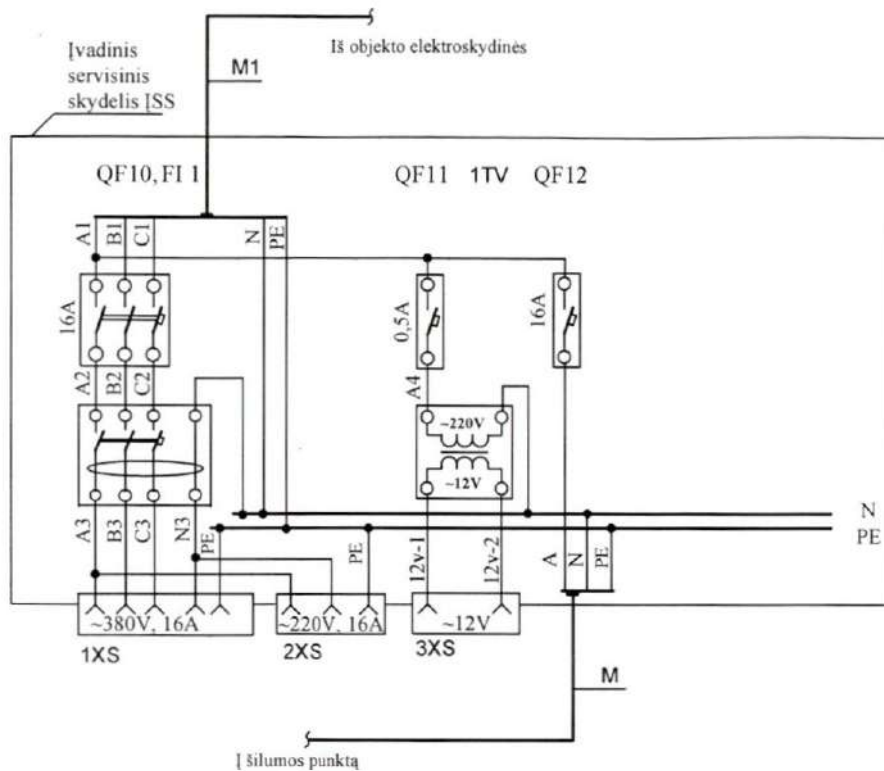 Iš objekto elektroskydinės
Įvadinis
servisinis
skydelis ĮSS
M1
QF10, FI 1
QF11 1TV QF12
A1 B1 C1 N PE
16A
0,5A
16A
A2 B2 C2
A4
~220V
~12V
N
PE
A3 B3 C3 N3 PE
PE
12v-1 12v-2
A N PE
~380V, 16A
~220V, 16A
~12V
1XS
2XS
3XS
M
Į šilumos punktą